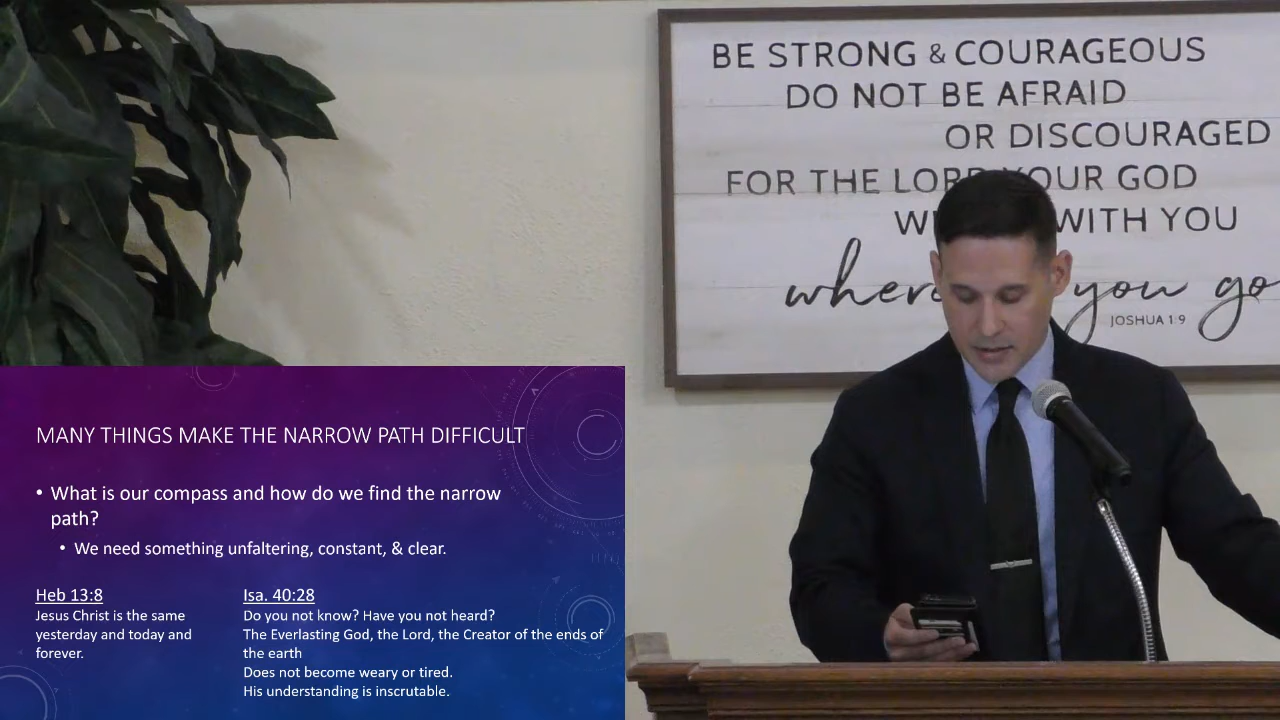 BE STRONG & COURAGEOUS
DO NOT BE AFRAID
OR DISCOURAGED
FOR THE LORD YOUR GOD
WITH YOU
you go
JOSHUA 1:9
MANY THINGS MAKE THE NARROW PATH DIFFICULT
• What is our compass and how do we find the narrow
path?
• We need something unfaltering, constant, & clear.
Heb 13:8
Jesus Christ is the same
yesterday and today and
forever.
Isa. 40:28
Do you not know? Have you not heard?
The Everlasting God, the Lord, the Creator of the ends of
the earth
Does not become weary or tired.
His understanding is inscrutable.